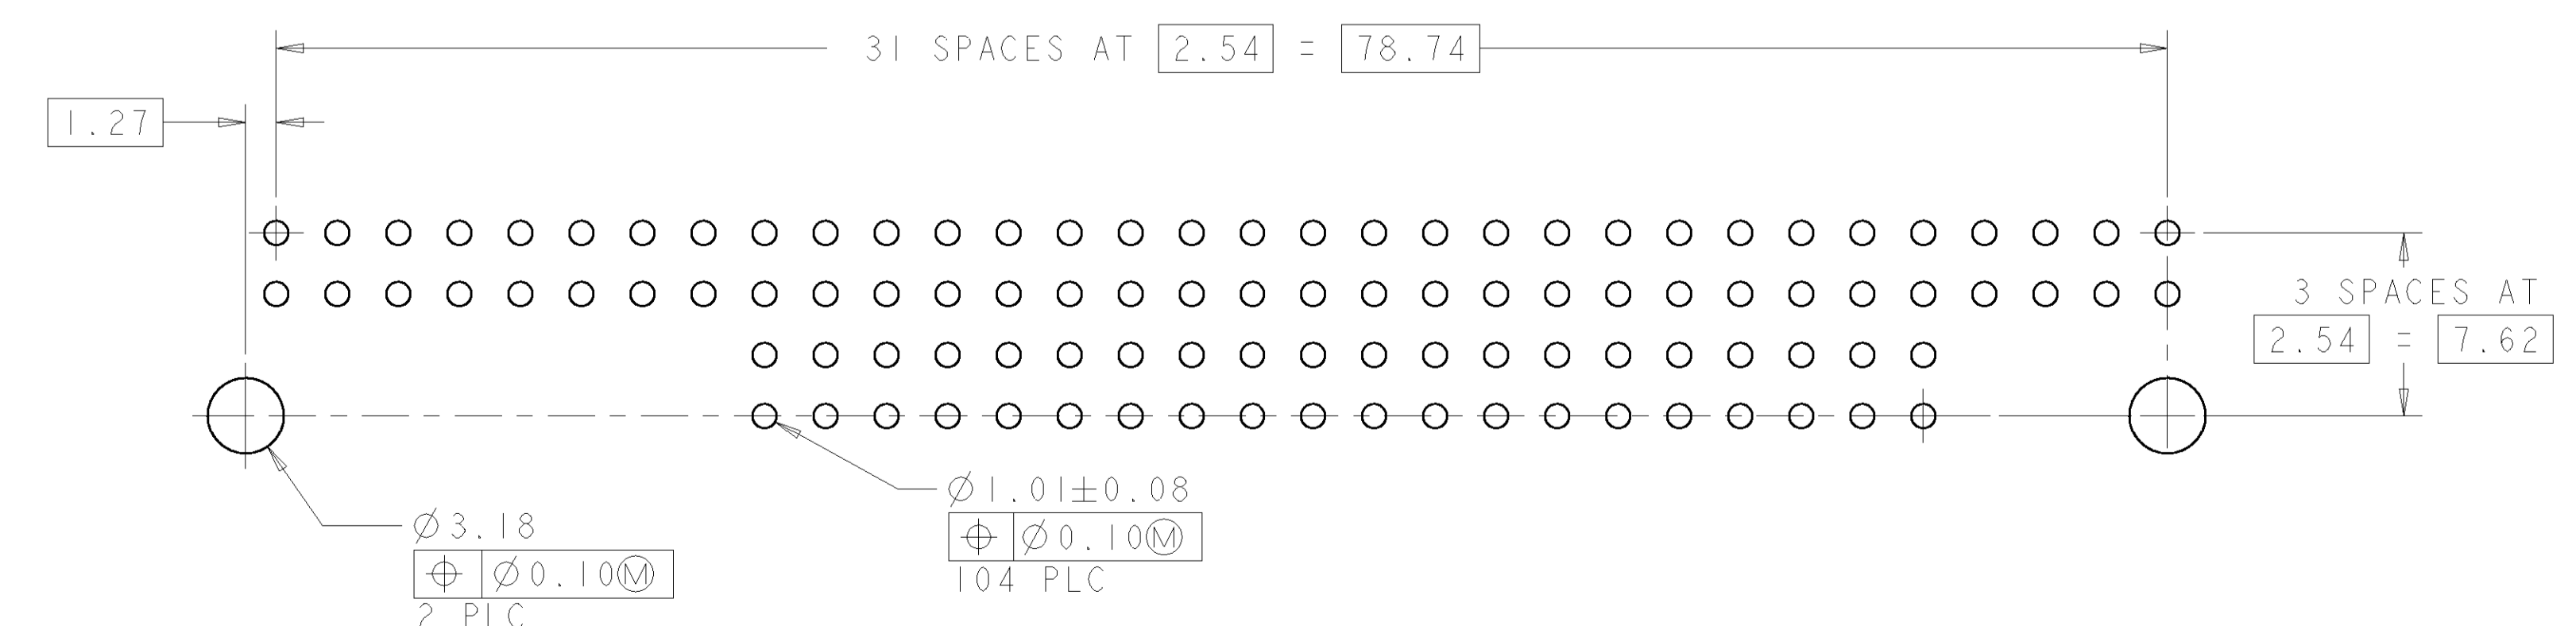 31 SPACES AT 2.54 = 78.74
1.27
3 SPACES AT
2.54 = 7.62
Ø1.01±0.08
⌖ Ø0.10Ⓜ
104 PLC
Ø3.18
⌖ Ø0.10Ⓜ
2 PLC